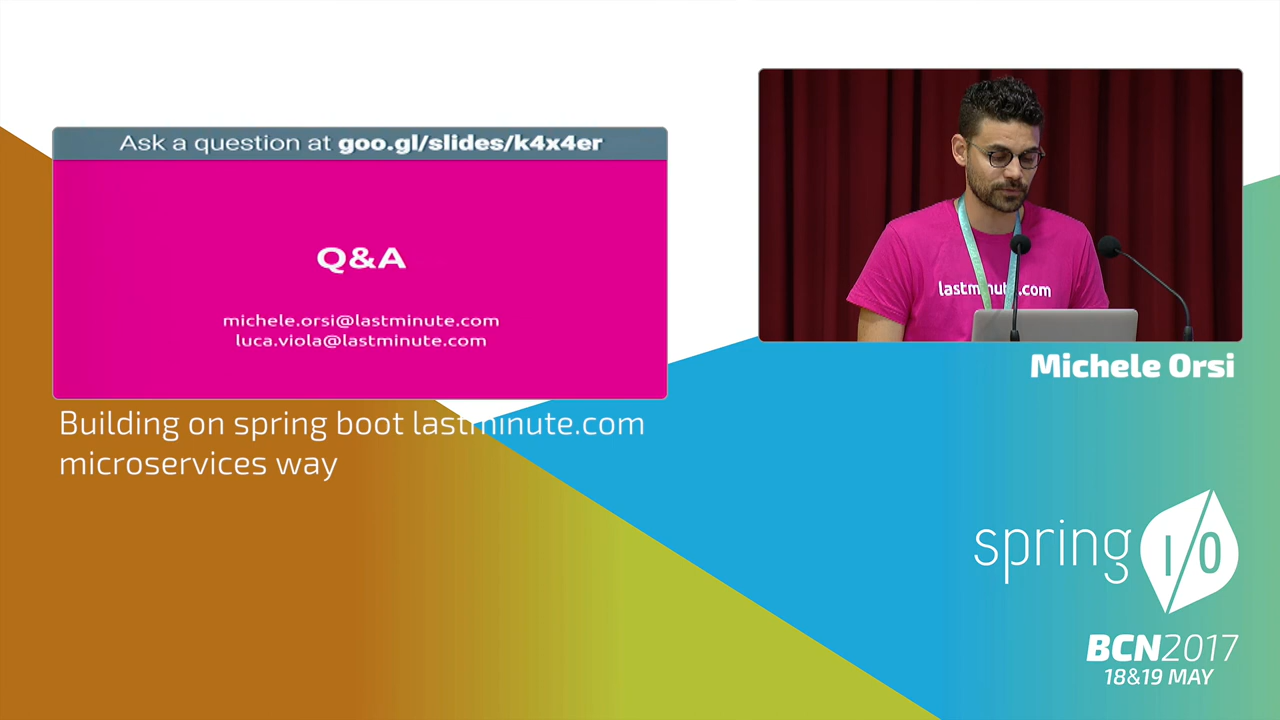 Ask a question at goo.gl/slides/k4x4er
Q&A
michele.orsi@lastminute.com
luca.viola@lastminute.com
Building on spring boot lastminute.com
microservices way
lastminute.com
Michele Orsi
spring I/O
BCN2017
18&19 MAY